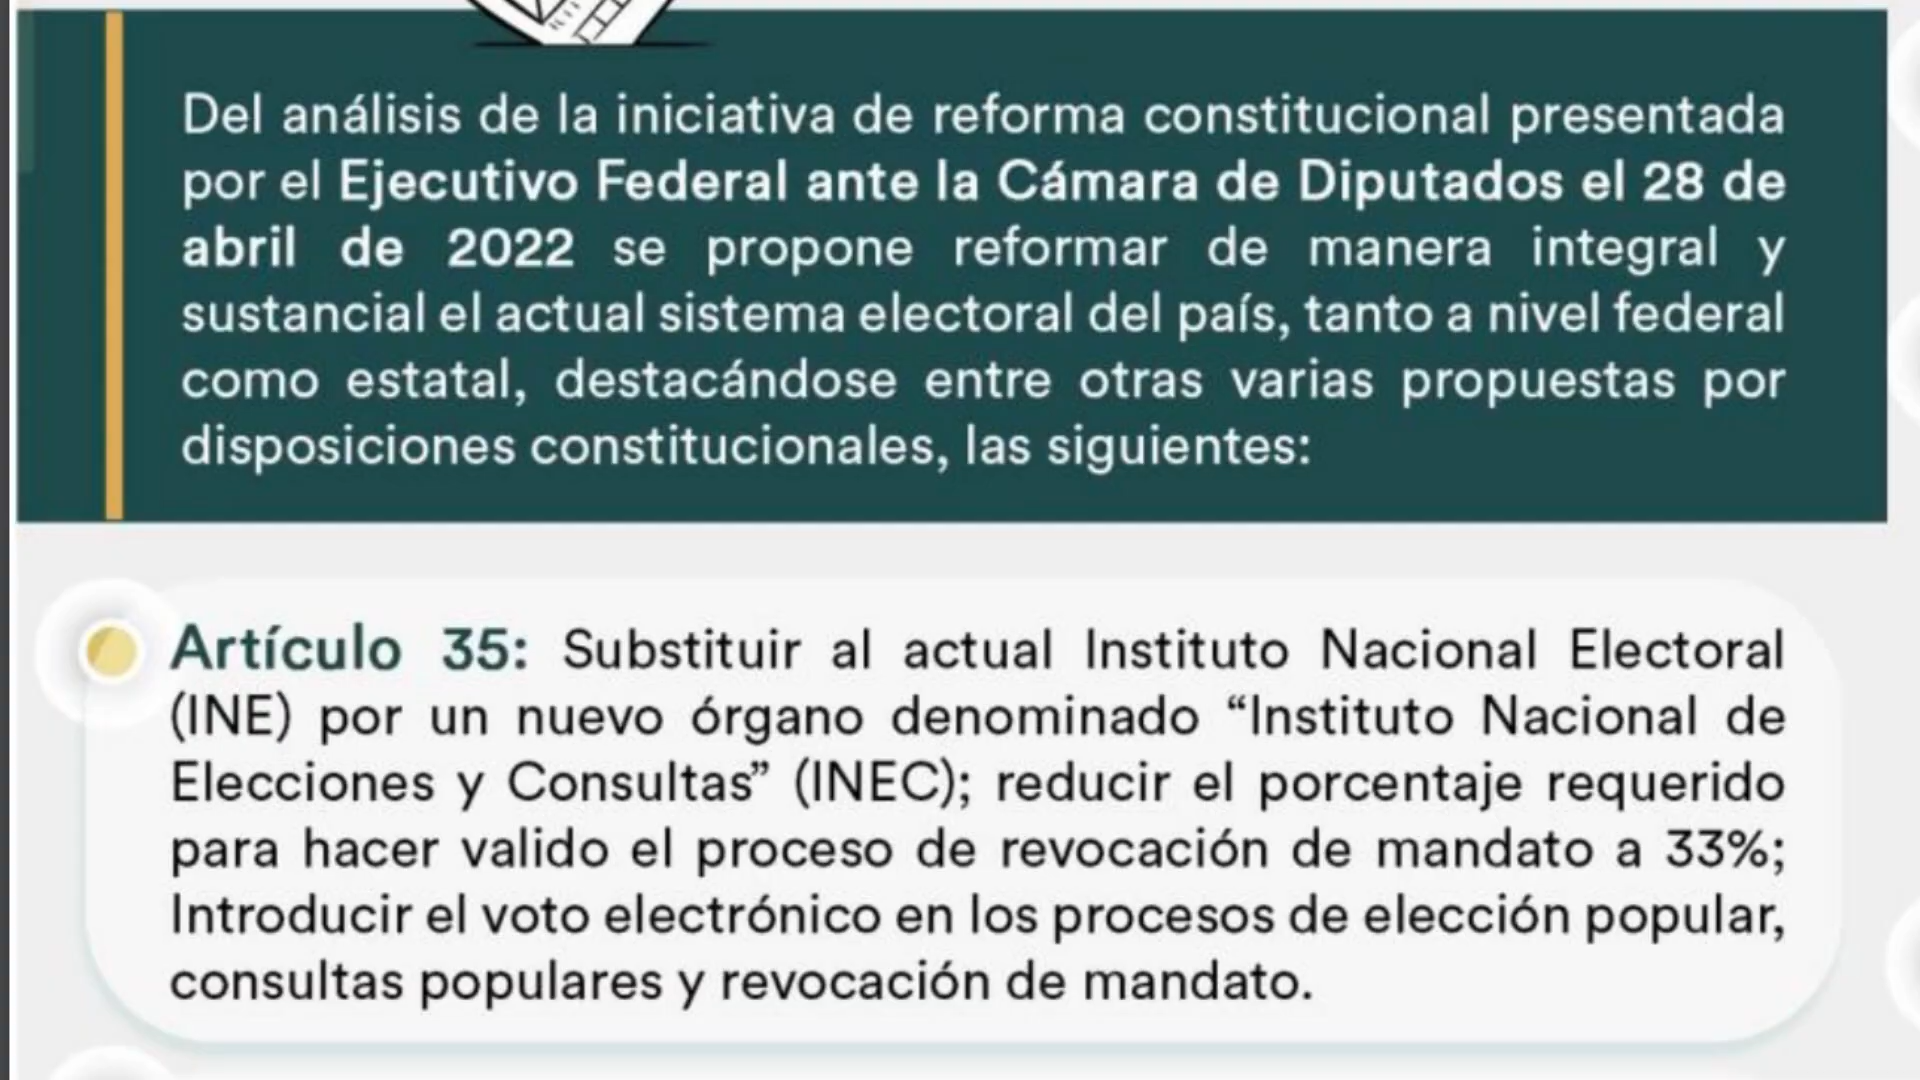 Del análisis de la iniciativa de reforma constitucional presentada
por el Ejecutivo Federal ante la Cámara de Diputados el 28 de
abril de 2022 se propone reformar de manera integral y
sustancial el actual sistema electoral del país, tanto a nivel federal
como estatal, destacándose entre otras varias propuestas por
disposiciones constitucionales, las siguientes:
Artículo 35: Substituir al actual Instituto Nacional Electoral
(INE) por un nuevo órgano denominado “Instituto Nacional de
Elecciones y Consultas” (INEC); reducir el porcentaje requerido
para hacer valido el proceso de revocación de mandato a 33%;
Introducir el voto electrónico en los procesos de elección popular,
consultas populares y revocación de mandato.